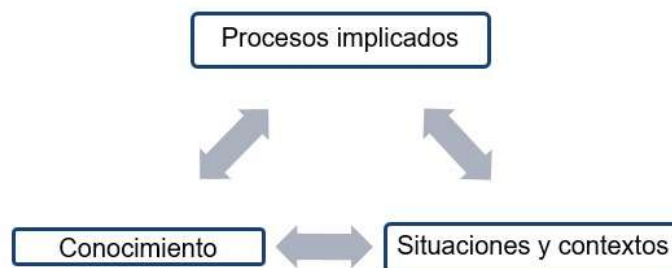 Procesos implicados
Conocimiento
Situaciones y contextos